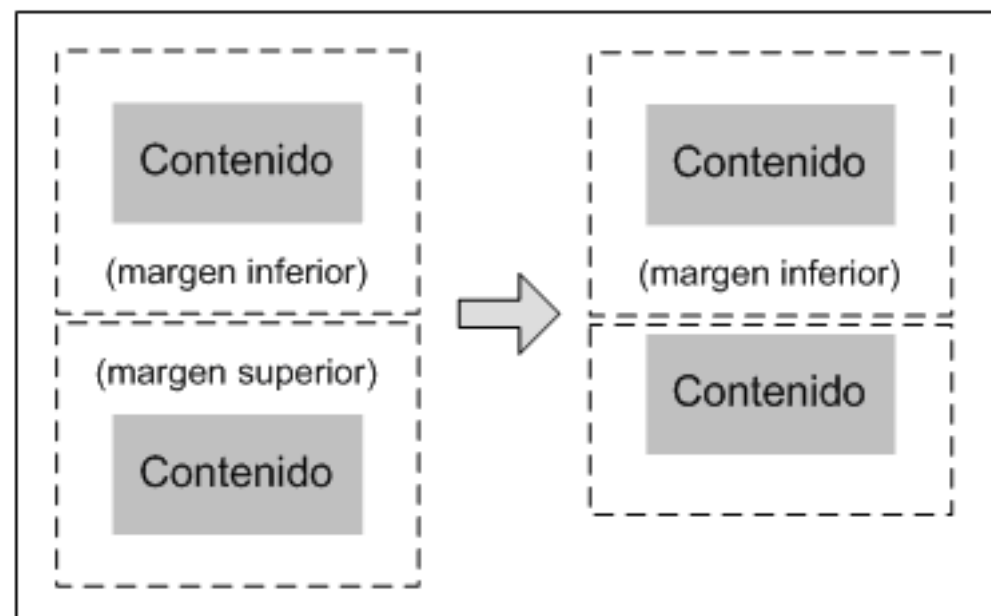 Contenido
(margen inferior)
(margen superior)
Contenido
Contenido
(margen inferior)
Contenido